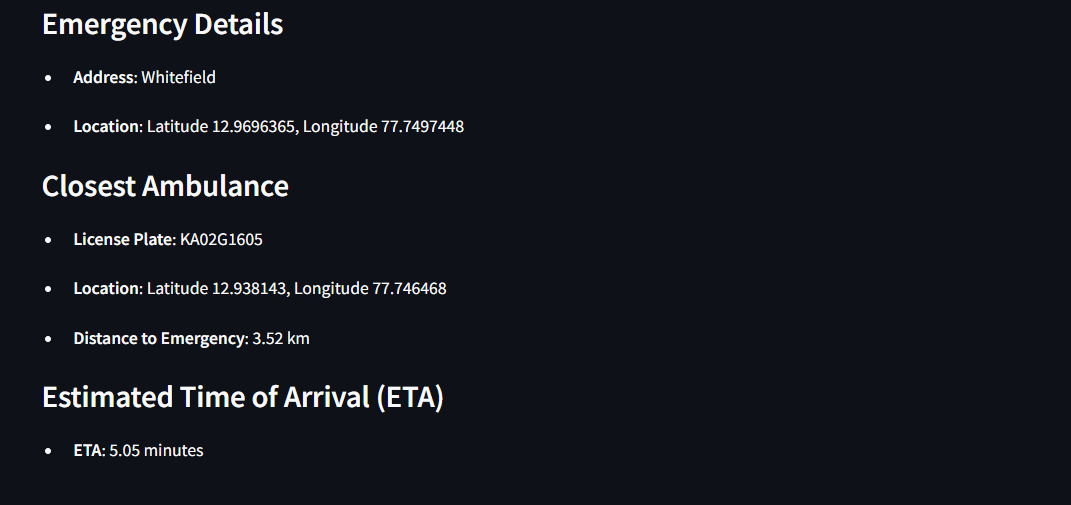 Emergency Details
• Address: Whitefield
• Location: Latitude 12.9696365, Longitude 77.7497448
Closest Ambulance
• License Plate: KA02G1605
• Location: Latitude 12.938143, Longitude 77.746468
• Distance to Emergency: 3.52 km
Estimated Time of Arrival (ETA)
• ETA: 5.05 minutes